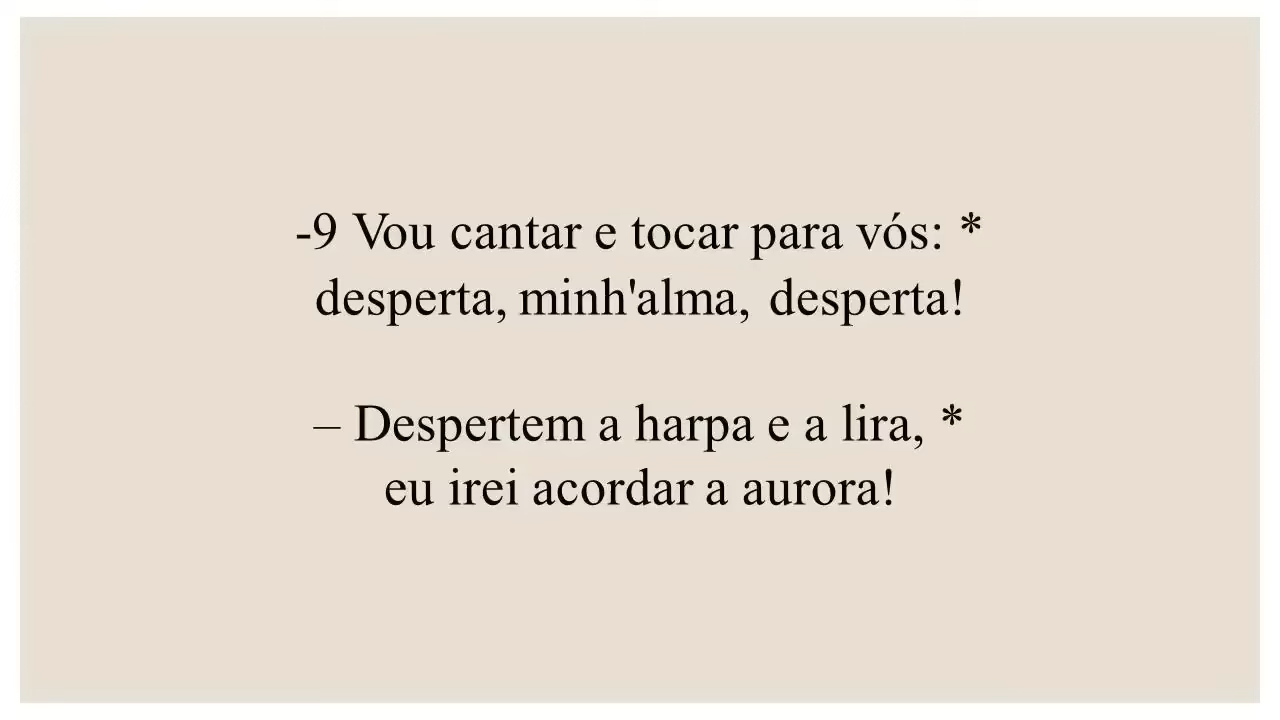 -9 Vou cantar e tocar para vós: *
desperta, minh'alma, desperta!
– Despertem a harpa e a lira, *
eu irei acordar a aurora!